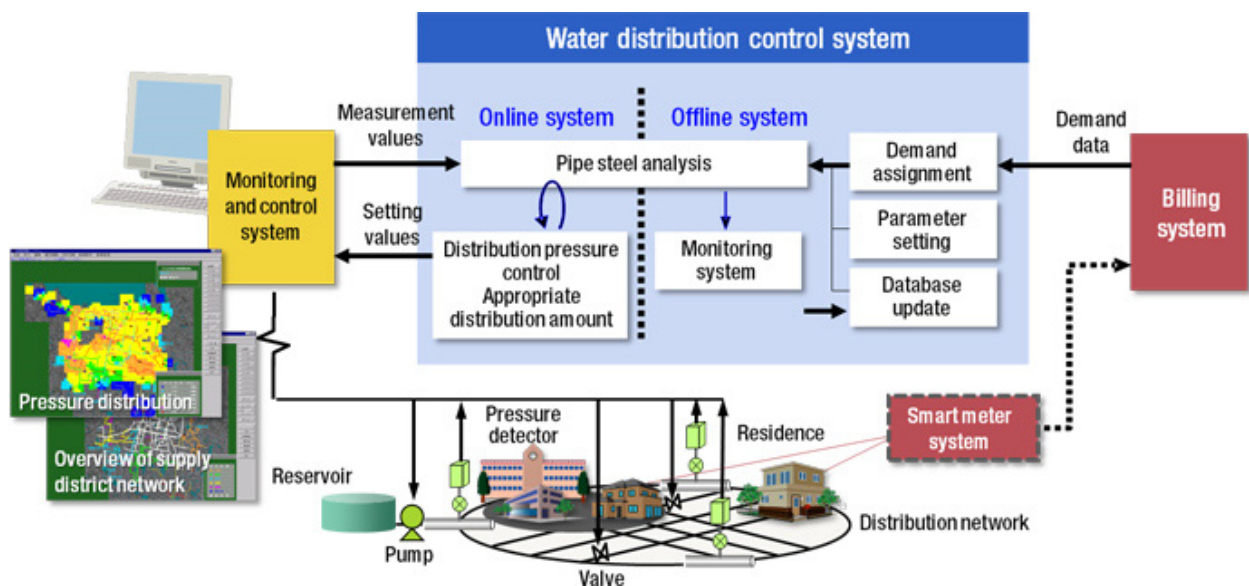 Water distribution control system
Measurement
values
Online system
Offline system
Demand
data
Pipe steel analysis
Demand
assignment
Monitoring
and control
system
Billing
system
Setting
values
Parameter
setting
Distribution pressure
control
Appropriate
distribution amount
Monitoring
system
Database
update
Pressure distribution
Overview of supply
district network
Pressure
detector
Residence
Smart meter
system
Reservoir
Distribution network
Pump
Valve